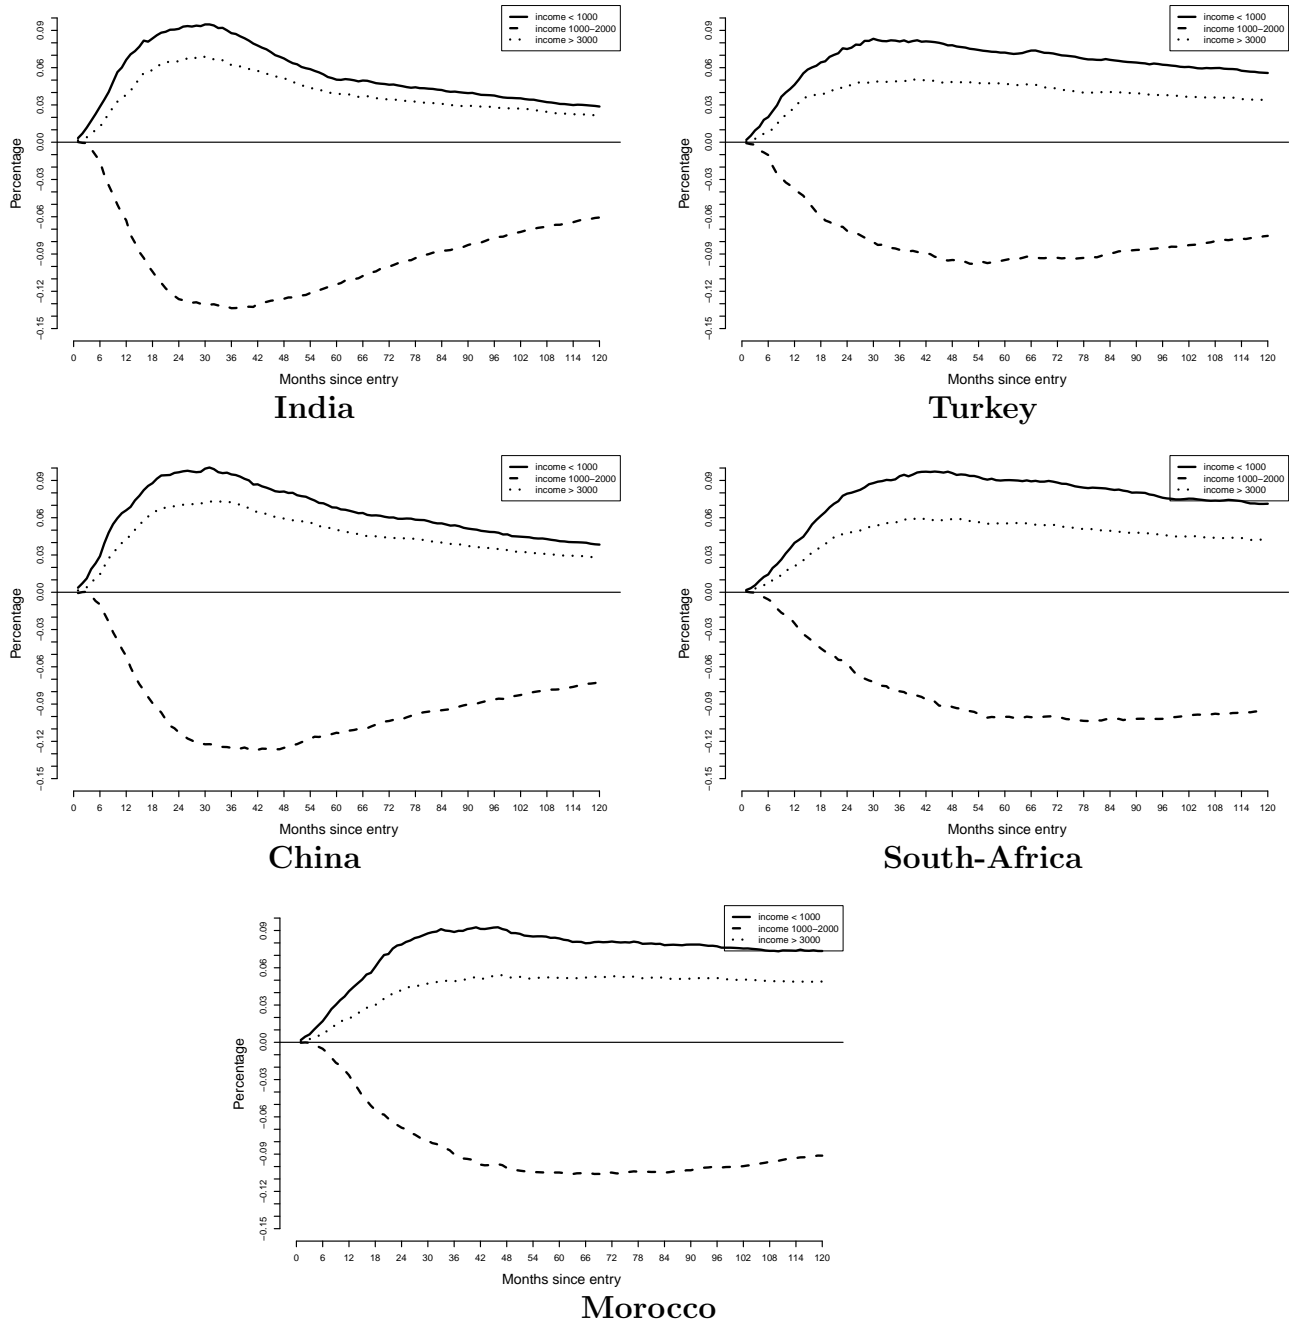 income < 1000
income 1000−2000
income > 3000
Percentage
0.09
0.06
0.03
0.00
−0.03
−0.06
−0.09
−0.12
−0.15
0 6 12 18 24 30 36 42 48 54 60 66 72 78 84 90 96 102 108 114 120
Months since entry
India
income < 1000
income 1000−2000
income > 3000
Percentage
0.09
0.06
0.03
0.00
−0.03
−0.06
−0.09
−0.12
−0.15
0 6 12 18 24 30 36 42 48 54 60 66 72 78 84 90 96 102 108 114 120
Months since entry
Turkey
income < 1000
income 1000−2000
income > 3000
Percentage
0.09
0.06
0.03
0.00
−0.03
−0.06
−0.09
−0.12
−0.15
0 6 12 18 24 30 36 42 48 54 60 66 72 78 84 90 96 102 108 114 120
Months since entry
China
income < 1000
income 1000−2000
income > 3000
Percentage
0.09
0.06
0.03
0.00
−0.03
−0.06
−0.09
−0.12
−0.15
0 6 12 18 24 30 36 42 48 54 60 66 72 78 84 90 96 102 108 114 120
Months since entry
South-Africa
income < 1000
income 1000−2000
income > 3000
Percentage
0.09
0.06
0.03
0.00
−0.03
−0.06
−0.09
−0.12
−0.15
0 6 12 18 24 30 36 42 48 54 60 66 72 78 84 90 96 102 108 114 120
Months since entry
Morocco